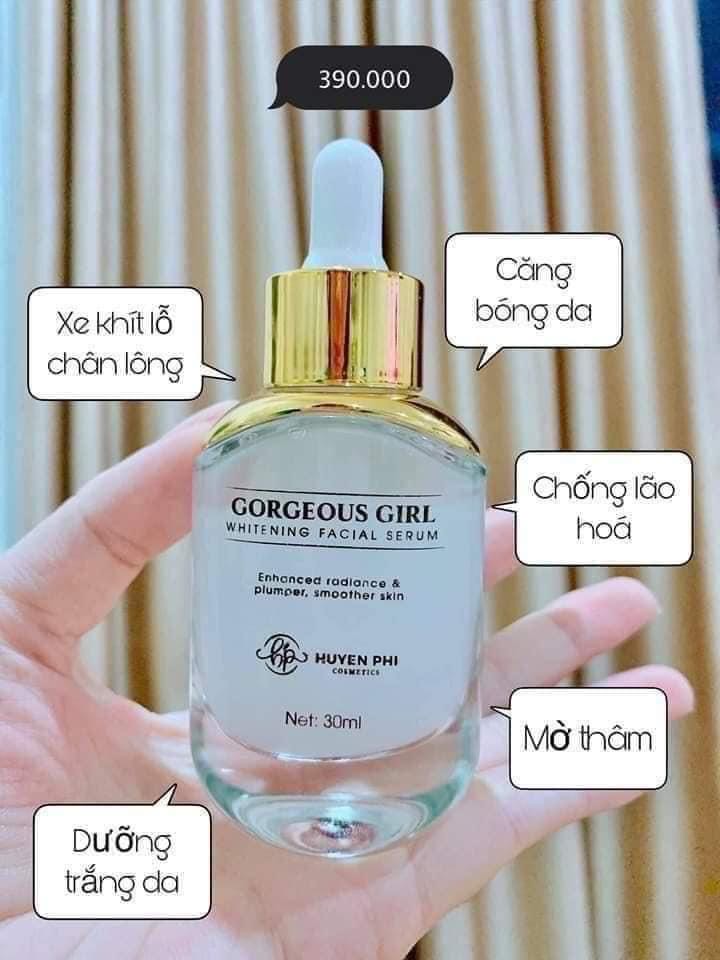 390.000
Căng
bóng da
Xe khít lỗ
chân lông
Chống lão
hoá
GORGEOUS GIRL
WHITENING FACIAL SERUM
Enhanced radiance &
plumper, smoother skin
hp HUYEN PHI
COSMETICS
Net: 30ml
Mờ thâm
Dưỡng
trắng da